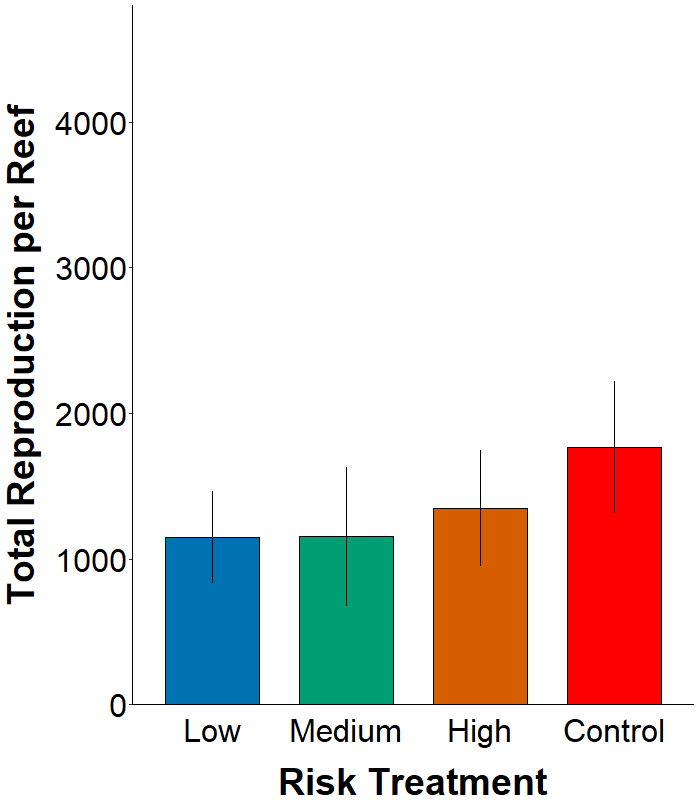 Total Reproduction per Reef
4000
3000
2000
1000
0
Low Medium High Control
Risk Treatment